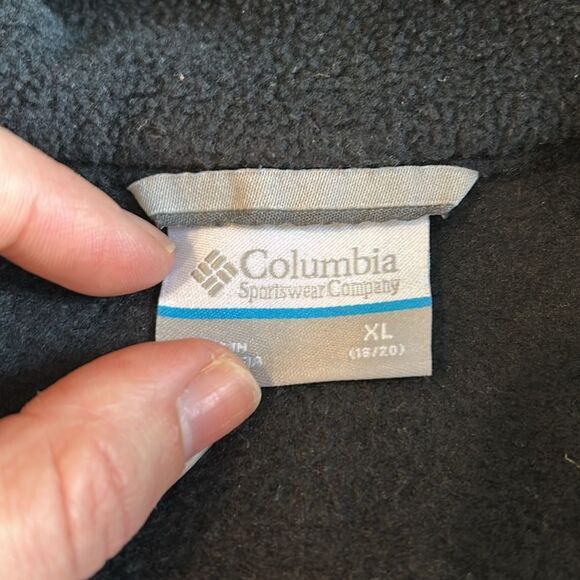 Columbia
Sportswear Company
XL
(18/20)